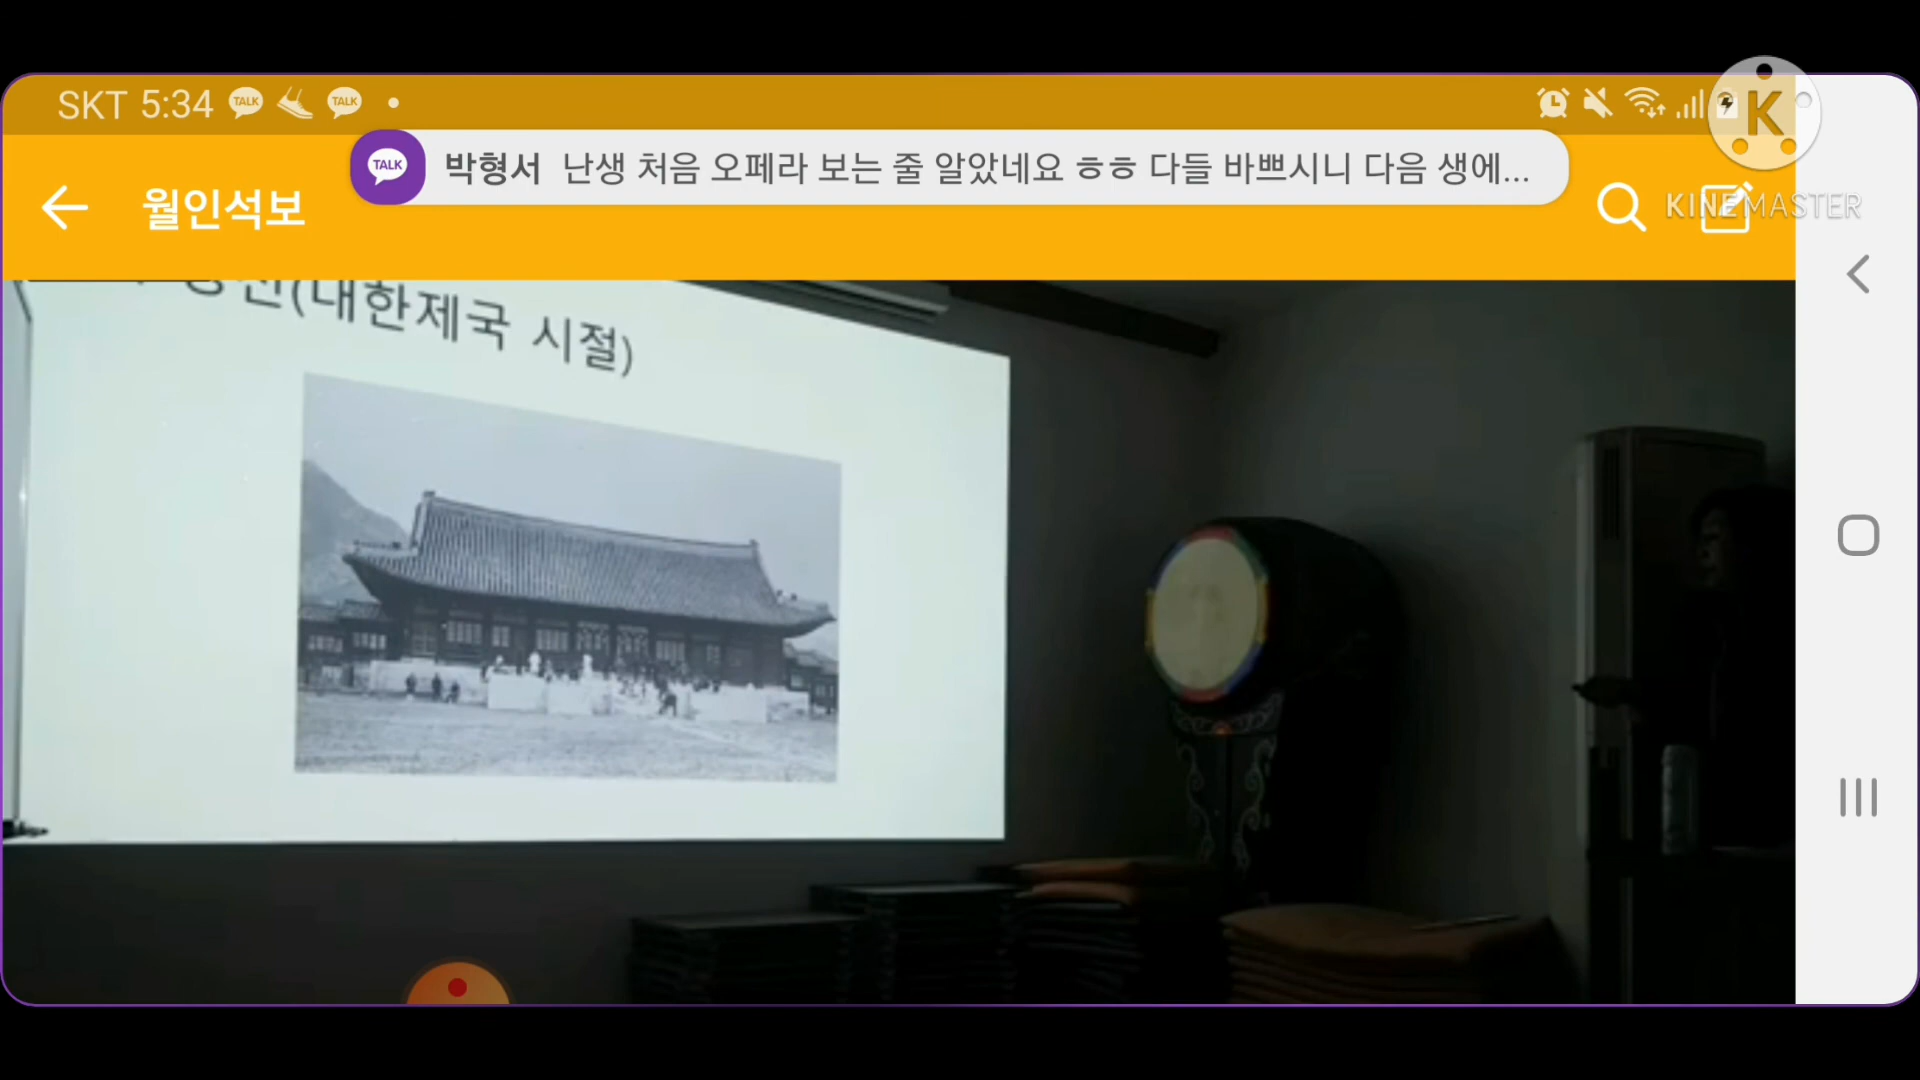 SKT 5:34 TALK TALK
K
TALK 박형서 난생 처음 오페라 보는 줄 알았네요 ㅎㅎ 다들 바쁘시니 다음 생에...
월인석보
KINEMASTER
(대한제국 시절)